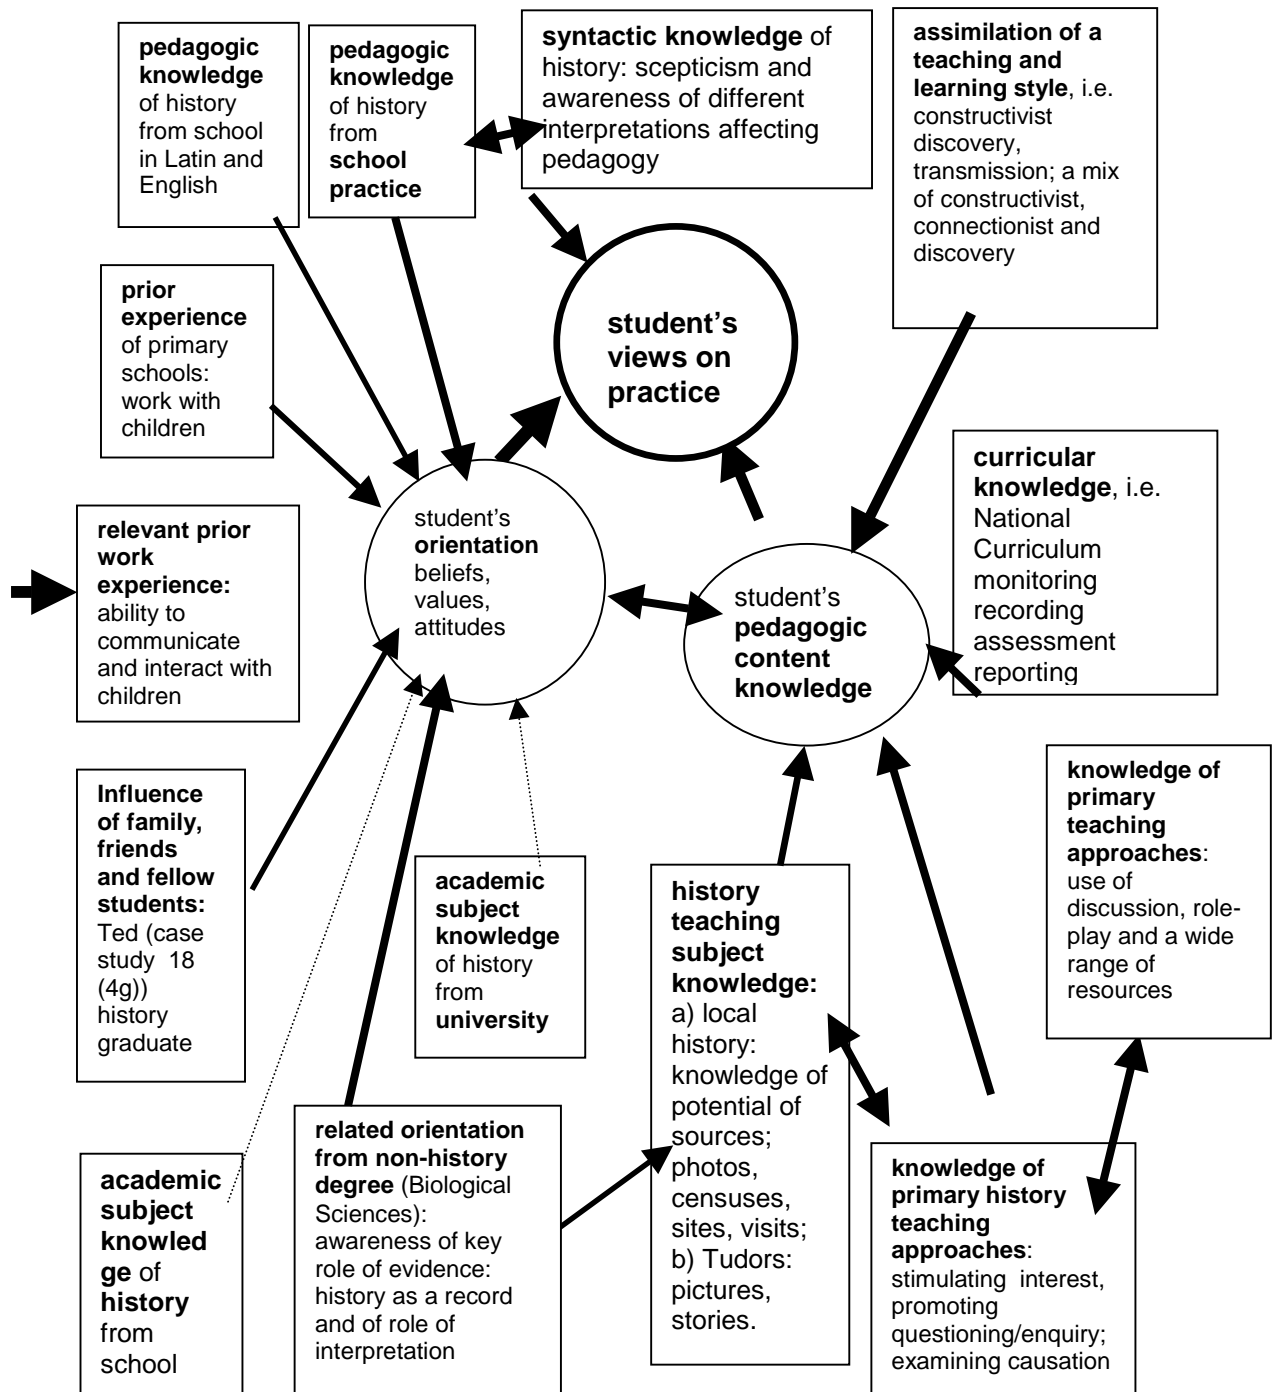 pedagogic
knowledge
of history
from school
in Latin and
English
pedagogic
knowledge
of history
from
school
practice
syntactic knowledge of
history: scepticism and
awareness of different
interpretations affecting
pedagogy
assimilation of a
teaching and
learning style, i.e.
constructivist
discovery,
transmission; a mix
of constructivist,
connectionist and
discovery
prior
experience
of primary
schools:
work with
children
student's
views on
practice
relevant prior
work
experience:
ability to
communicate
and interact with
children
student's
orientation
beliefs,
values,
attitudes
student's
pedagogic
content
knowledge
curricular
knowledge, i.e.
National
Curriculum
monitoring
recording
assessment
reporting
Influence
of family,
friends
and fellow
students:
Ted (case
study 18
(4g))
history
graduate
academic
subject
knowledge
of history
from
university
history
teaching
subject
knowledge:
a) local
history:
knowledge of
potential of
sources;
photos,
censuses,
sites, visits;
b) Tudors:
pictures,
stories.
knowledge of
primary
teaching
approaches:
use of
discussion, role-
play and a wide
range of
resources
academic
subject
knowled
ge of
history
from
school
related orientation
from non-history
degree (Biological
Sciences):
awareness of key
role of evidence:
history as a record
and of role of
interpretation
knowledge of
primary history
teaching
approaches:
stimulating interest,
promoting
questioning/enquiry;
examining causation